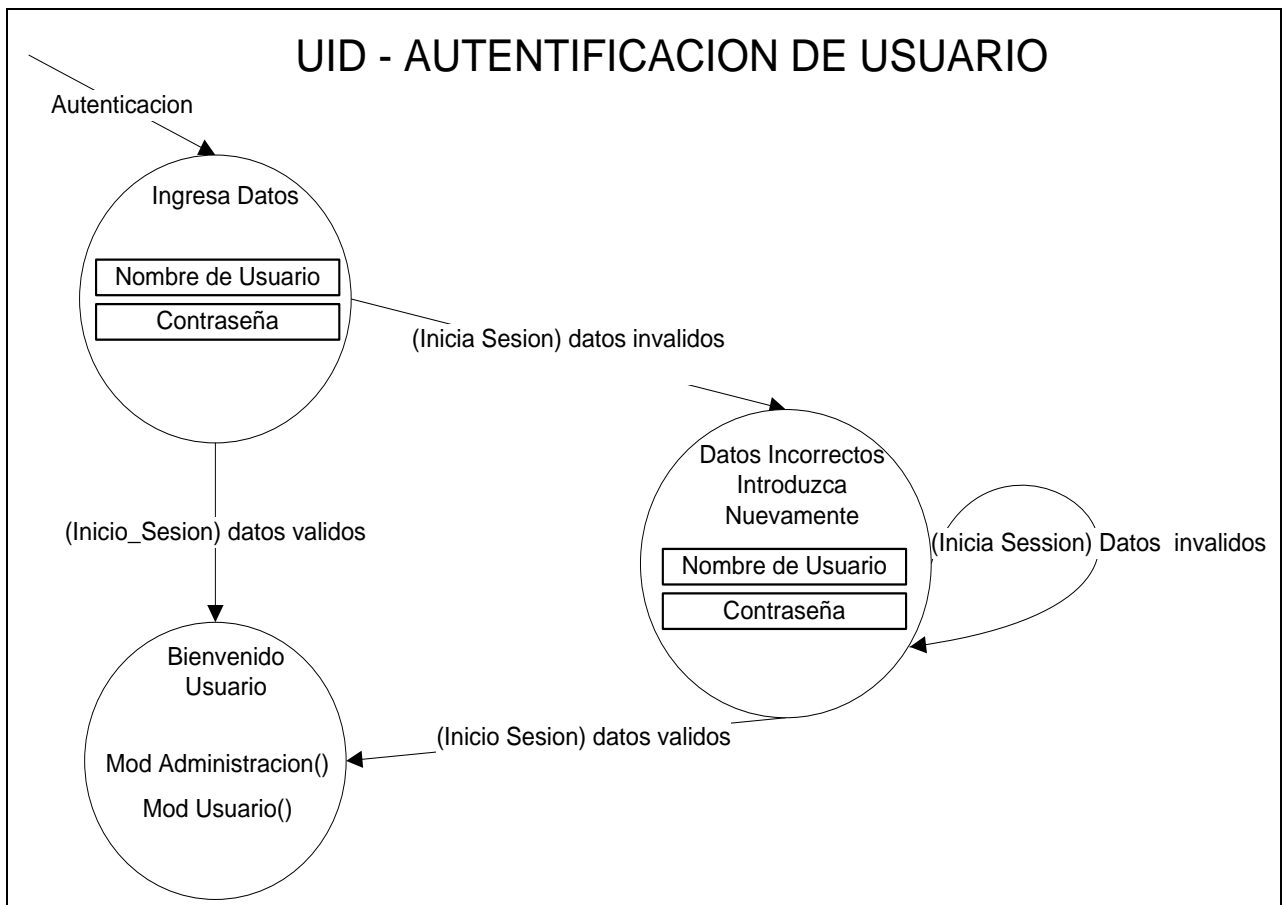 UID - AUTENTIFICACION DE USUARIO
Autenticacion
Ingresa Datos
Nombre de Usuario
Contraseña
(Inicia Sesion) datos invalidos
Datos Incorrectos
Introduzca
Nuevamente
Nombre de Usuario
Contraseña
(Inicia Session) Datos  invalidos
(Inicio_Sesion) datos validos
Bienvenido
Usuario
Mod Administracion()
Mod Usuario()
(Inicio Sesion) datos validos